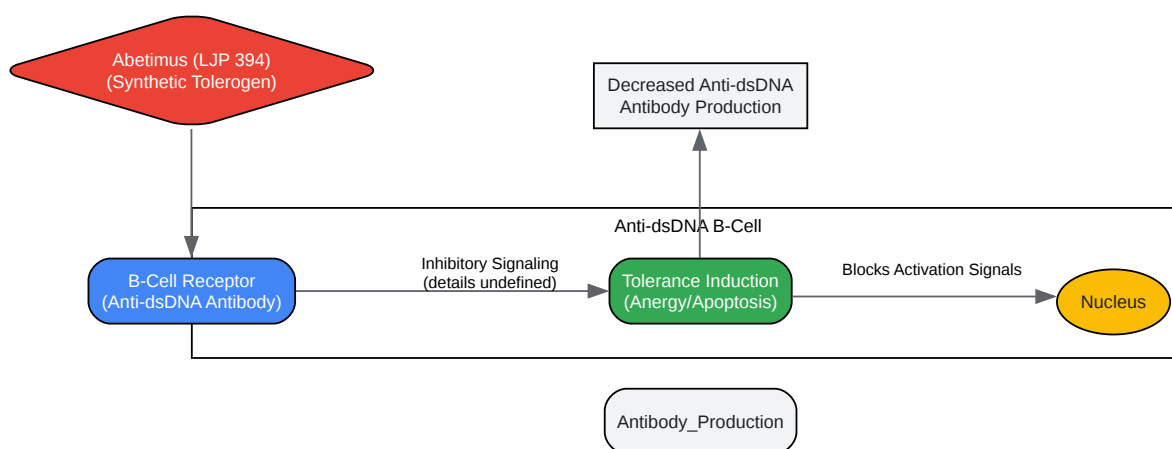 Abetimus (LJP 394)
(Synthetic Tolerogen)
Decreased Anti-dsDNA
Antibody Production
Anti-dsDNA B-Cell
B-Cell Receptor
(Anti-dsDNA Antibody)
Inhibitory Signaling
(details undefined)
Tolerance Induction
(Anergy/Apoptosis)
Blocks Activation Signals
Nucleus
Antibody_Production